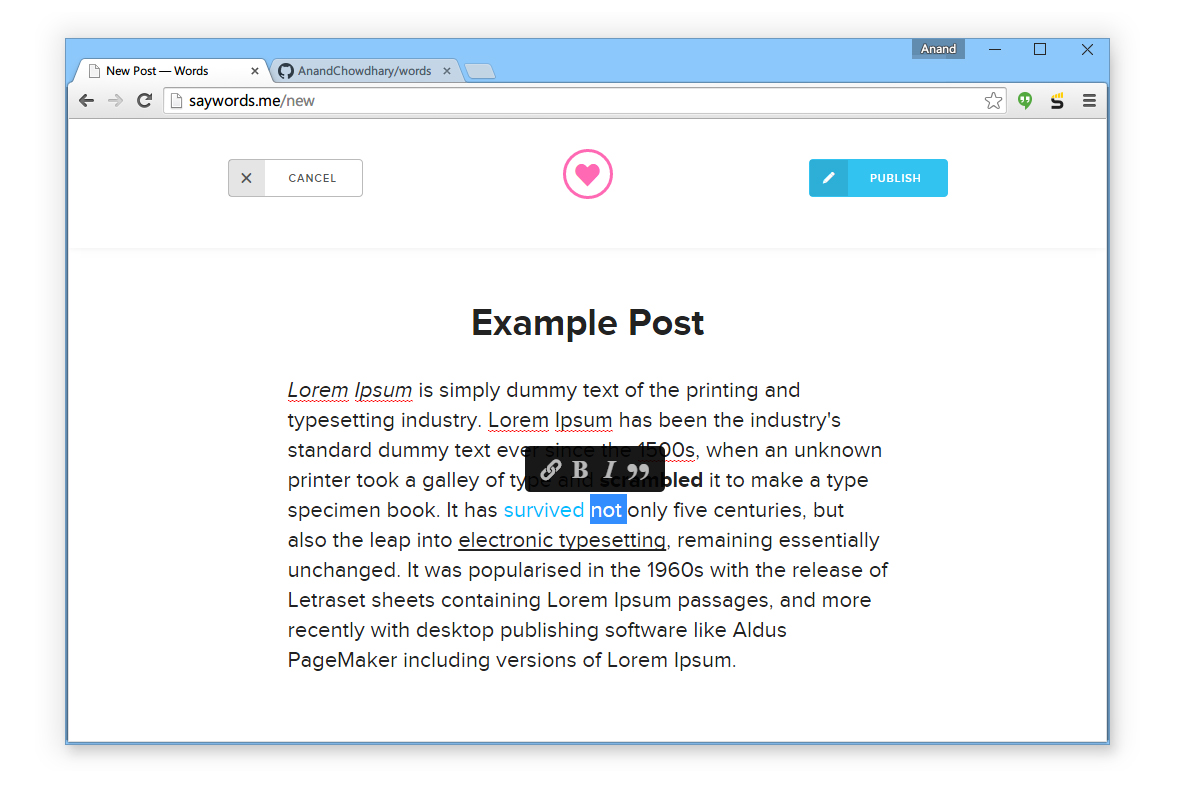 Anand
New Post — Words
AnandChowdhary/words
saywords.me/new
CANCEL
PUBLISH
Example Post
Lorem Ipsum is simply dummy text of the printing and
typesetting industry. Lorem Ipsum has been the industry's
standard dummy text ever since the 1500s, when an unknown
printer took a galley of type and scrambled it to make a type
B I ”
specimen book. It has survived not only five centuries, but
also the leap into electronic typesetting, remaining essentially
unchanged. It was popularised in the 1960s with the release of
Letraset sheets containing Lorem Ipsum passages, and more
recently with desktop publishing software like Aldus
PageMaker including versions of Lorem Ipsum.